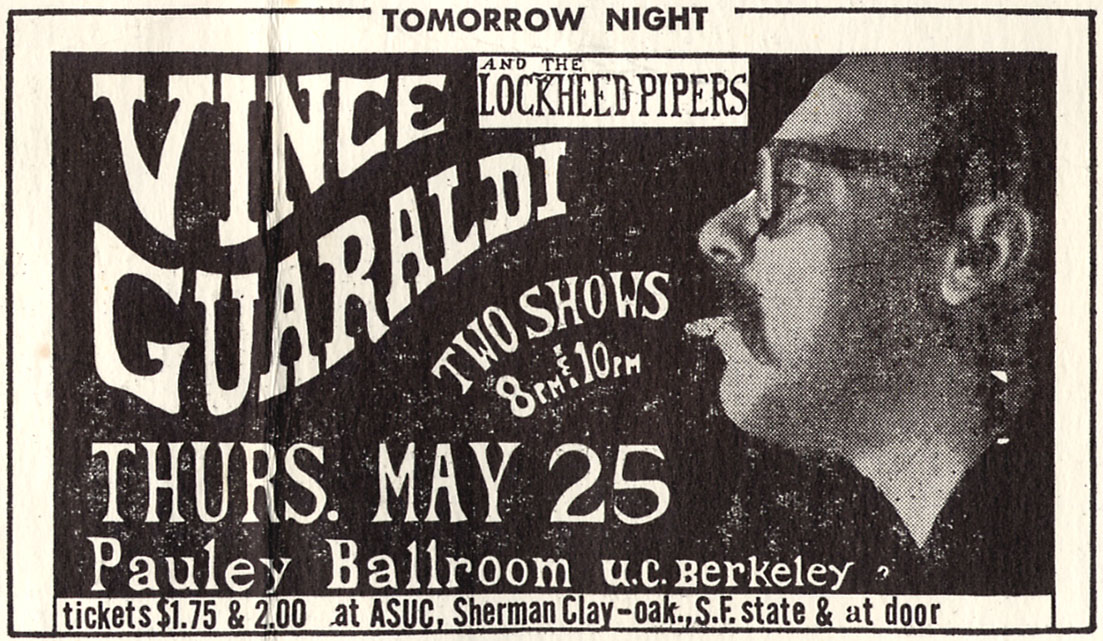 TOMORROW NIGHT
VINCE
AND THE
LOCKHEED PIPERS
GUARALDI
TWO SHOWS
8PM & 10PM
THURS. MAY 25
Pauley Ballroom U.C. Berkeley
tickets $1.75 & 2.00 at ASUC, Sherman Clay-oak., S.F. state & at door